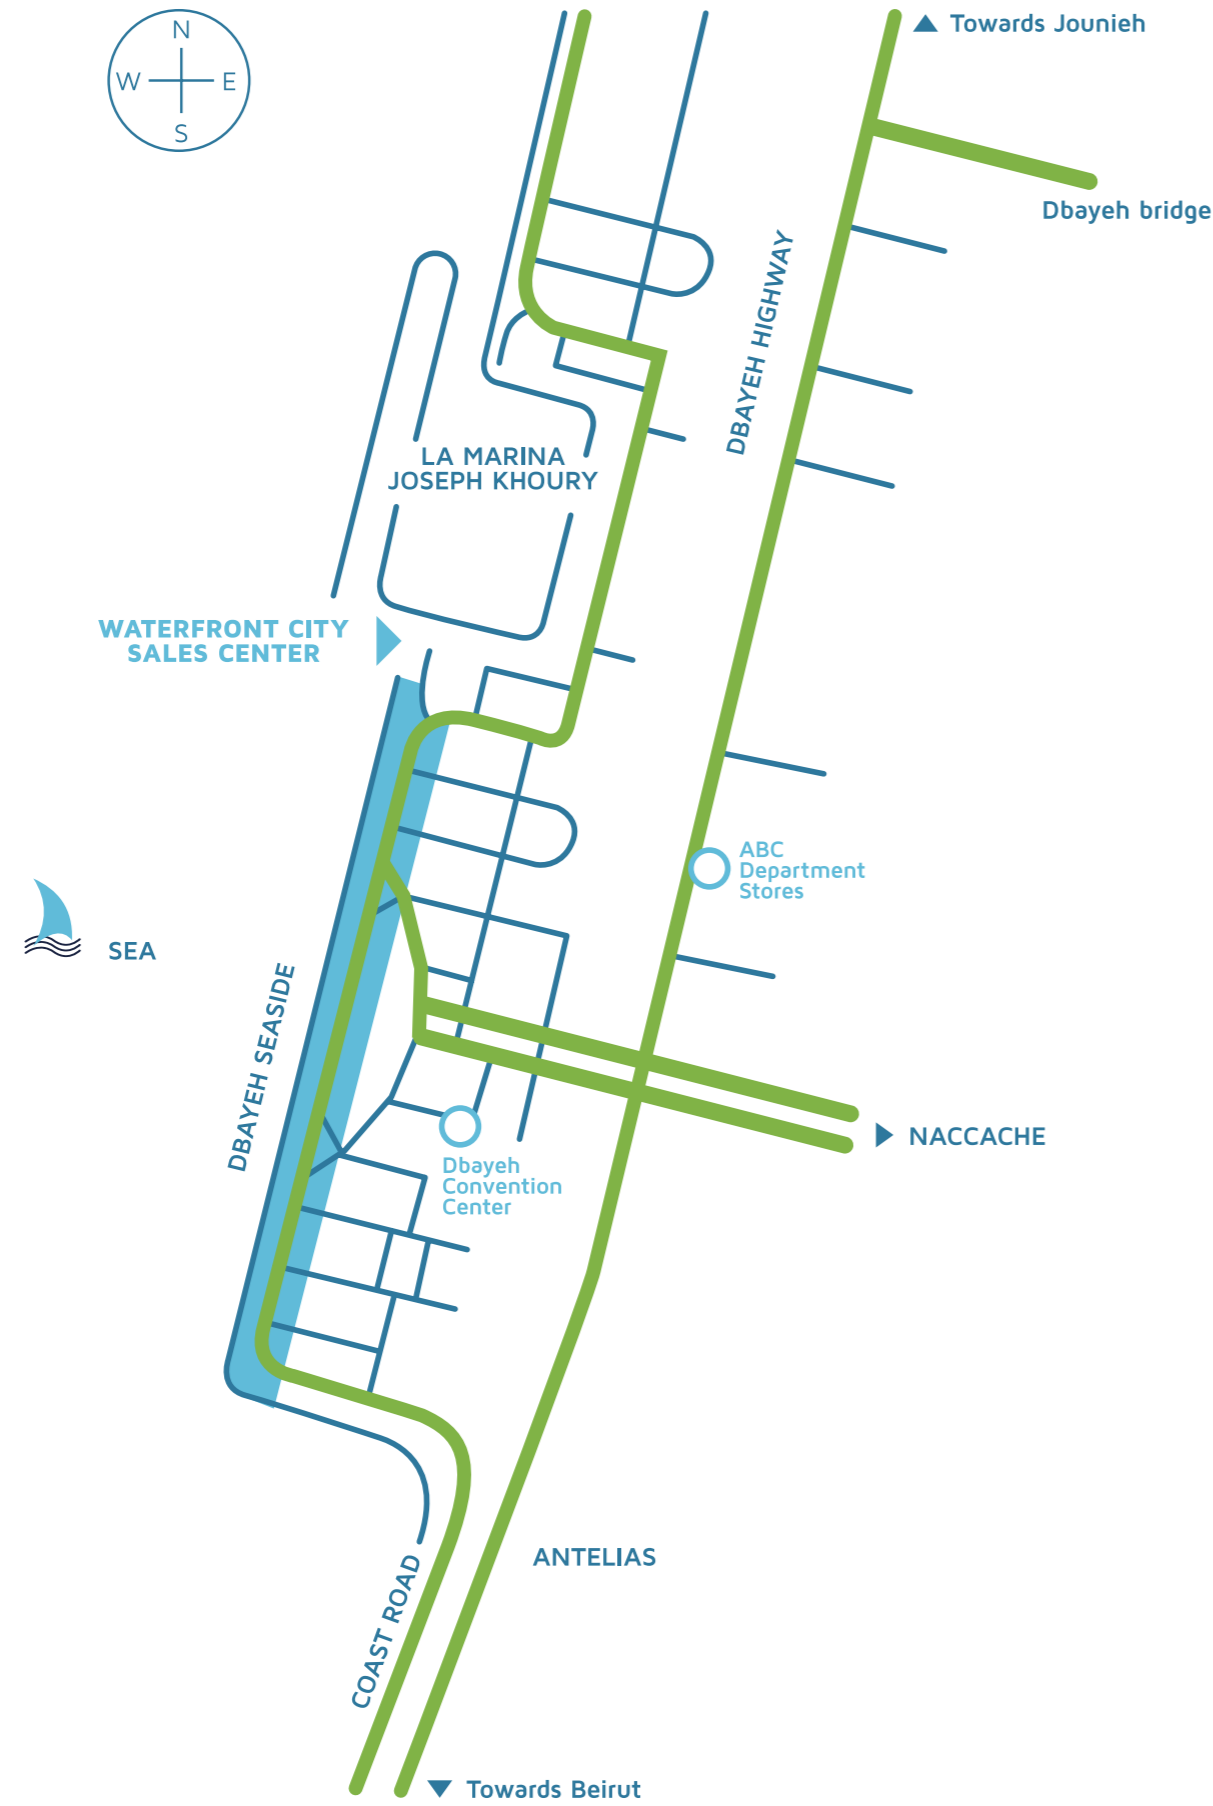 N
W
E
S
Towards Jounieh
Dbayeh bridge
DBAYEH HIGHWAY
LA MARINA
JOSEPH KHOURY
WATERFRONT CITY
SALES CENTER
ABC
Department
Stores
SEA
DBAYEH SEASIDE
NACCACHE
Dbayeh
Convention
Center
ANTELIAS
COAST ROAD
Towards Beirut